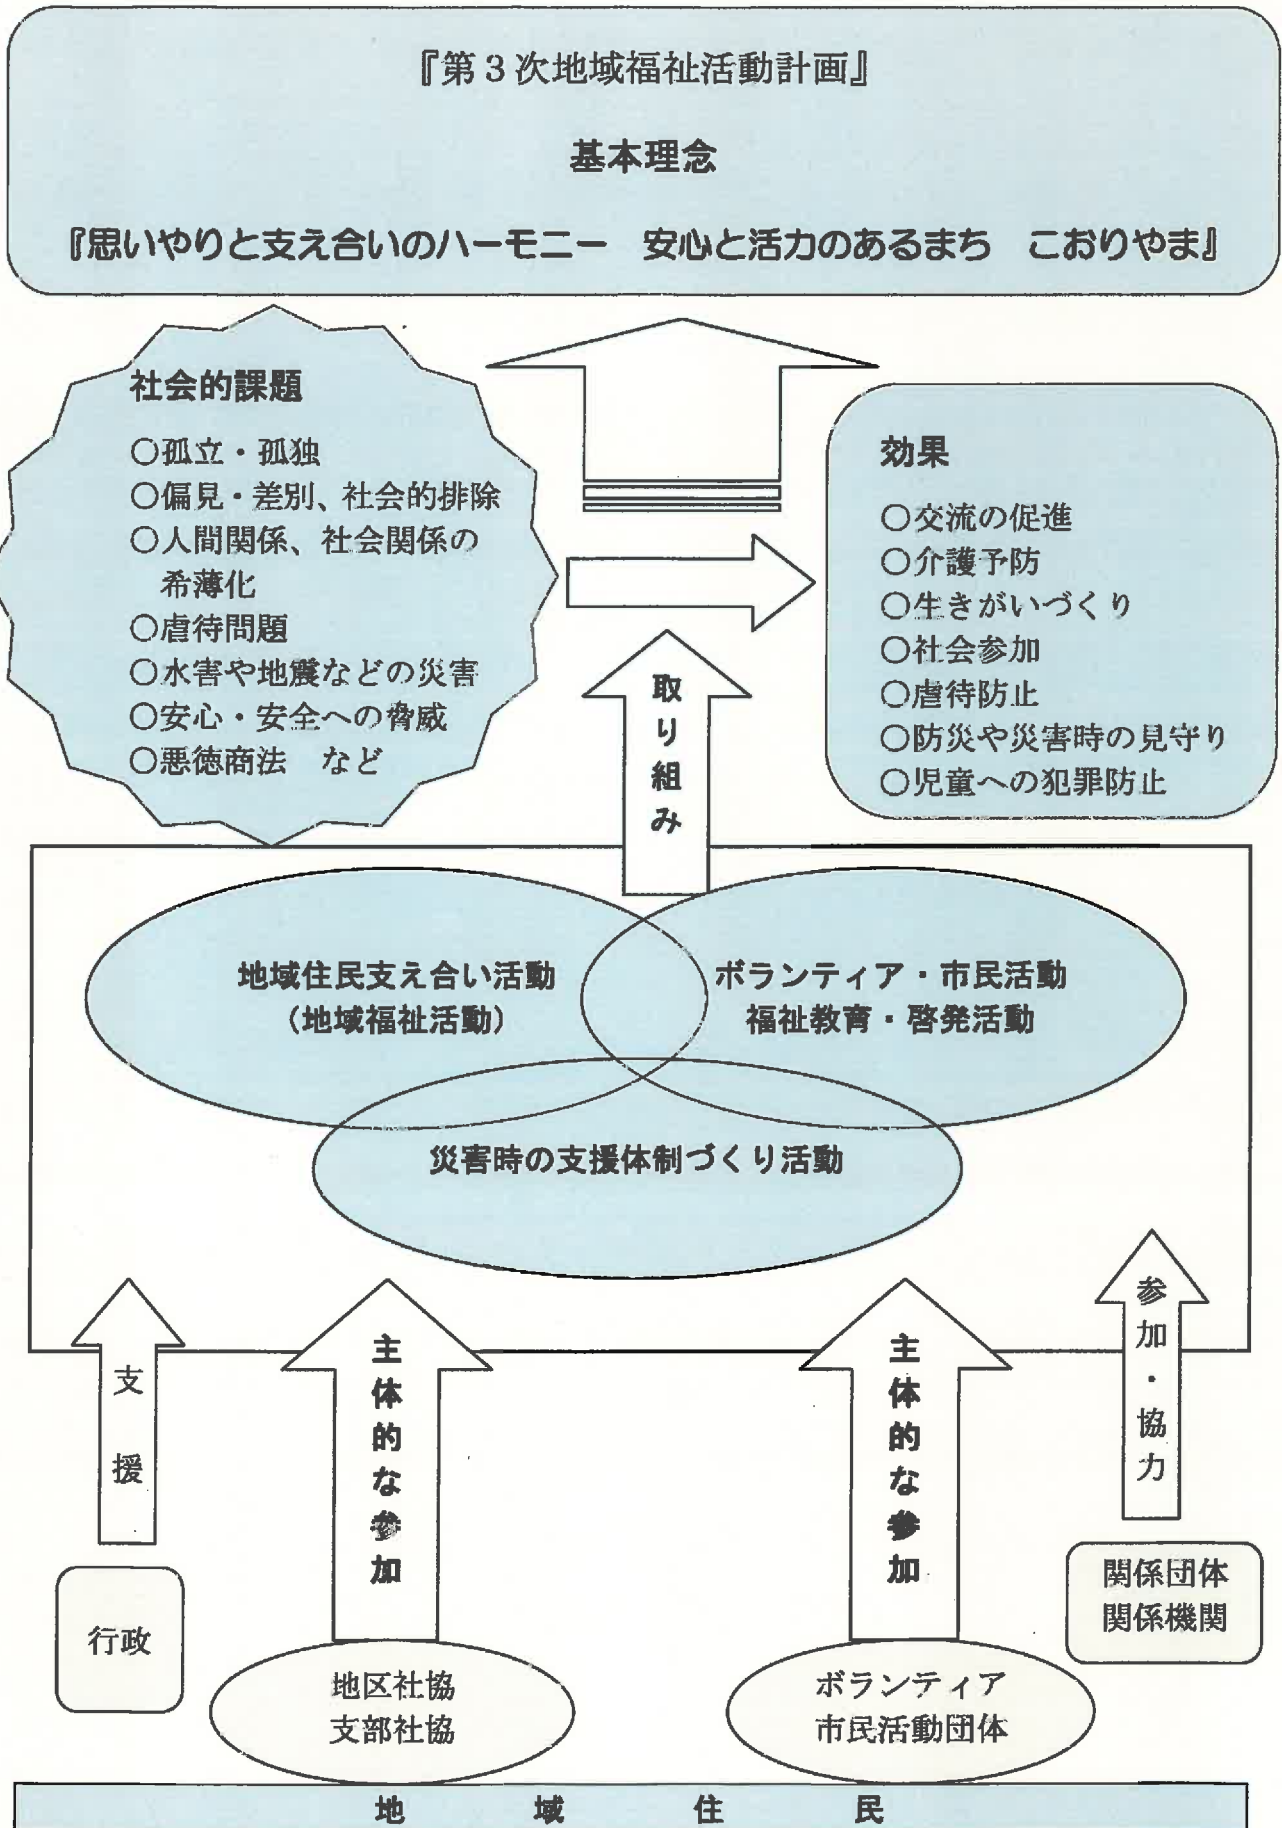 『第3次地域福祉活動計画』
基本理念
『思いやりと支え合いのハーモニー　安心と活力のあるまち　こおりやま』
社会的課題
○孤立・孤独
○偏見・差別、社会的排除
○人間関係、社会関係の
希薄化
○虐待問題
○水害や地震などの災害
○安心・安全への脅威
○悪徳商法　など
効果
○交流の促進
○介護予防
○生きがいづくり
○社会参加
○虐待防止
○防災や災害時の見守り
○児童への犯罪防止
取り組み
地域住民支え合い活動
（地域福祉活動）
ボランティア・市民活動
福祉教育・啓発活動
災害時の支援体制づくり活動
支援
主体的な参加
主体的な参加
参加・協力
行政
地区社協
支部社協
ボランティア
市民活動団体
関係団体
関係機関
地域住民